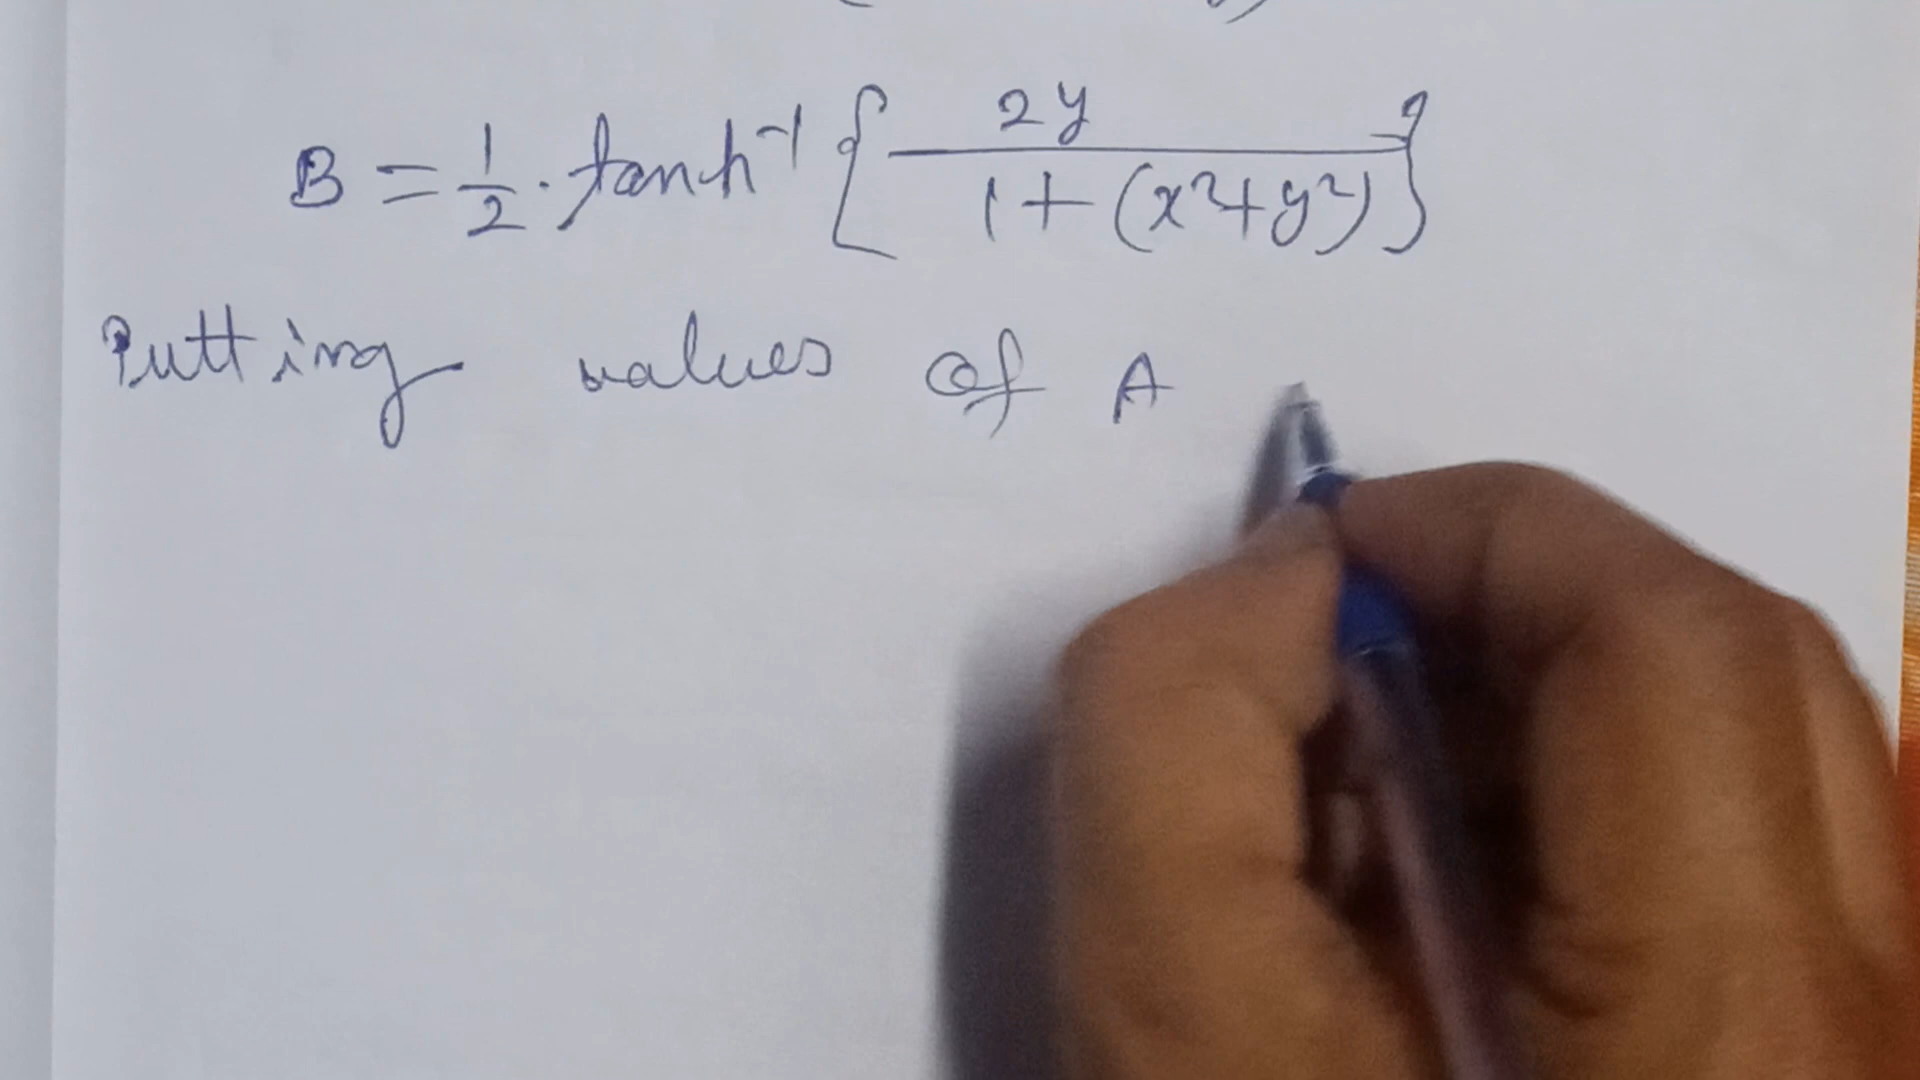 B = 1/2 · tanh⁻¹ { 2y / 1 + (x²+y²) }
Putting values of A